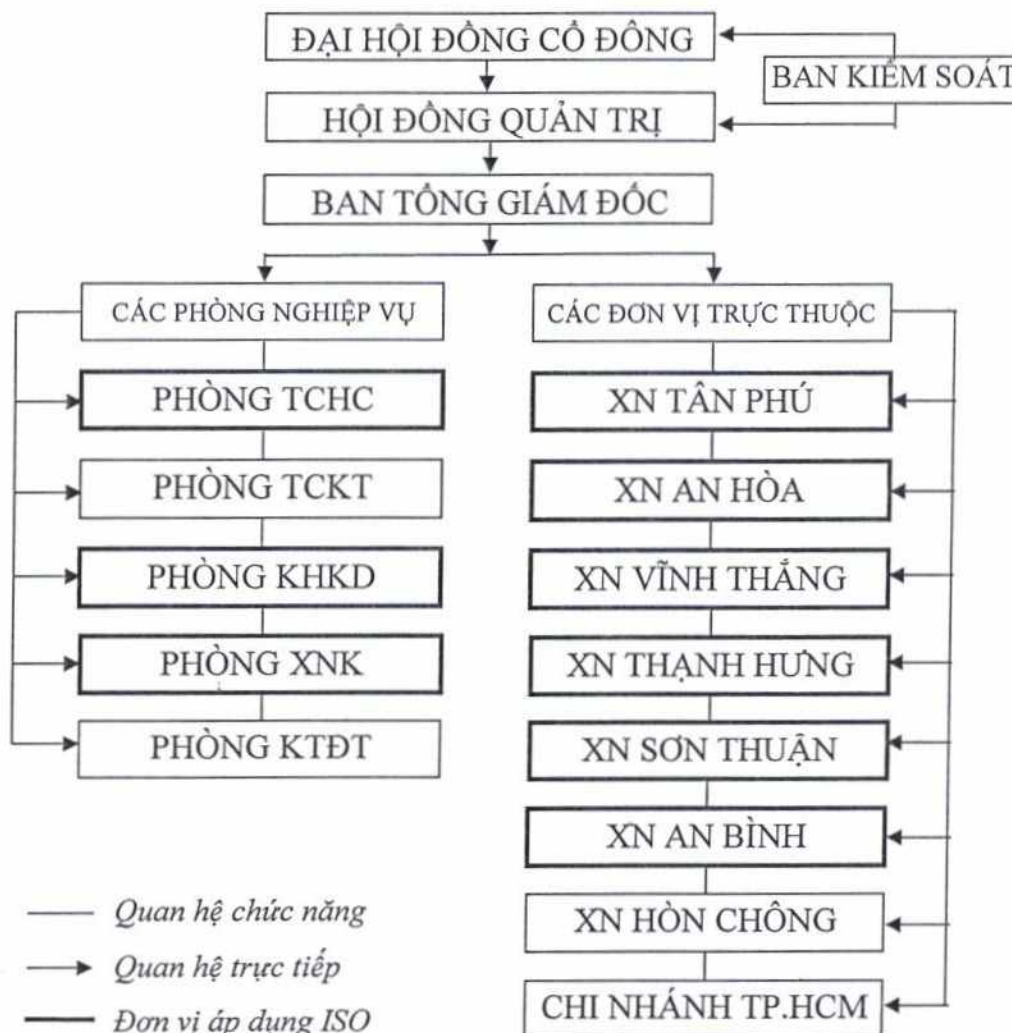 ĐẠI HỘI ĐỒNG CỔ ĐÔNG
BAN KIỂM SOÁT
HỘI ĐỒNG QUẢN TRỊ
BAN TỔNG GIÁM ĐỐC
CÁC PHÒNG NGHIỆP VỤ
CÁC ĐƠN VỊ TRỰC THUỘC
PHÒNG TCHC
XN TÂN PHÚ
PHÒNG TCKT
XN AN HÒA
PHÒNG KHKD
XN VĨNH THẮNG
PHÒNG XNK
XN THẠNH HƯNG
PHÒNG KTĐT
XN SƠN THUẬN
XN AN BÌNH
XN HÒN CHÔNG
CHI NHÁNH TP.HCM
Quan hệ chức năng
Quan hệ trực tiếp
Đơn vị áp dụng ISO